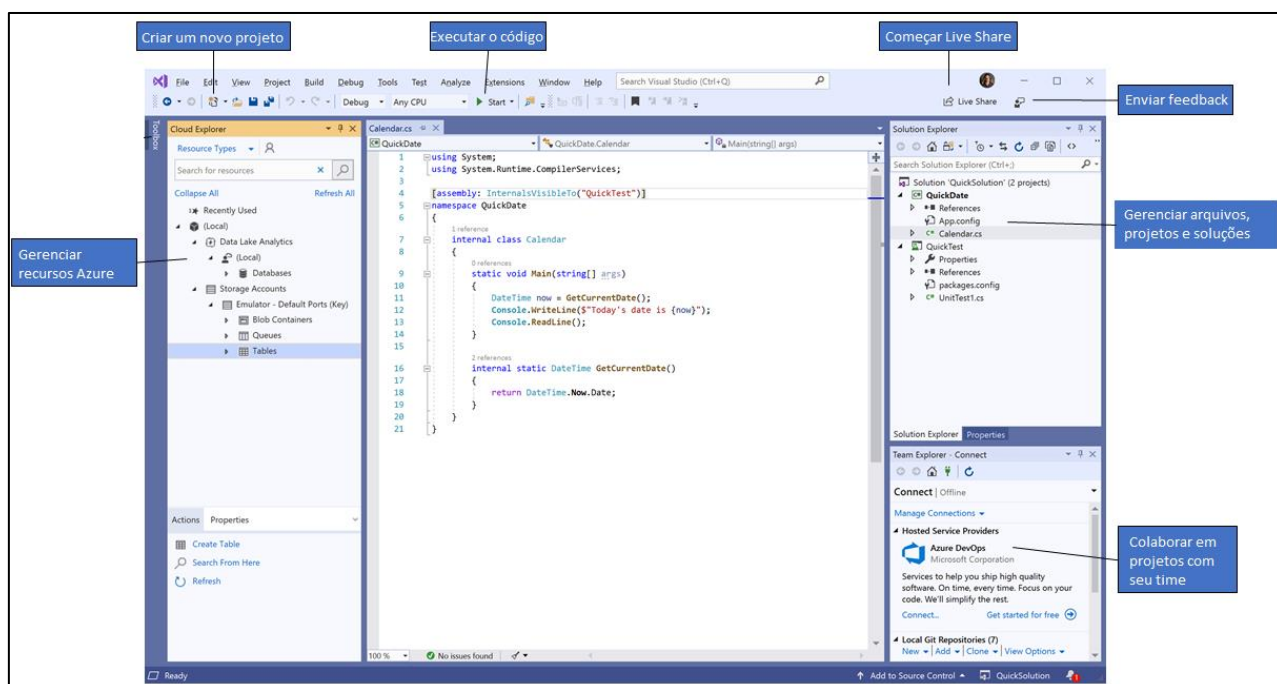 Criar um novo projeto
Executar o código
Começar Live Share
File Edit View Project Build Debug Tools Test Analyze Extensions Window Help Search Visual Studio (Ctrl+Q)
Debug Any CPU Start Live Share
Enviar feedback
Toolbox
Cloud Explorer
Resource Types
Search for resources
Collapse All Refresh All
Recently Used
(Local)
Data Lake Analytics
(Local)
Databases
Storage Accounts
Emulator - Default Ports (Key)
Blob Containers
Queues
Tables
Gerenciar
recursos Azure
Actions Properties
Create Table
Search From Here
Refresh
Calendar.cs
QuickDate QuickDate.Calendar Main(string[] args)
1 using System;
2 using System.Runtime.CompilerServices;
3
4 [assembly: InternalsVisibleTo("QuickTest")]
5 namespace QuickDate
6 {
1 reference
7 internal class Calendar
8 {
0 references
9 static void Main(string[] args)
10 {
11 DateTime now = GetCurrentDate();
12 Console.WriteLine($"Today's date is {now}");
13 Console.ReadLine();
14 }
15
2 references
16 internal static DateTime GetCurrentDate()
17 {
18 return DateTime.Now.Date;
19 }
20 }
21 }
100 % No issues found
Solution Explorer
Search Solution Explorer (Ctrl+;)
Solution 'QuickSolution' (2 projects)
QuickDate
References
App.config
C# Calendar.cs
QuickTest
Properties
References
packages.config
C# UnitTest1.cs
Gerenciar arquivos,
projetos e soluções
Solution Explorer Properties
Team Explorer - Connect
Connect | Offline
Manage Connections
Hosted Service Providers
Azure DevOps
Microsoft Corporation
Services to help you ship high quality
software. On time, every time. Focus on your
code. We'll simplify the rest.
Connect... Get started for free
Local Git Repositories (7)
New Add Clone View Options
Colaborar em
projetos com
seu time
Ready Add to Source Control QuickSolution 1